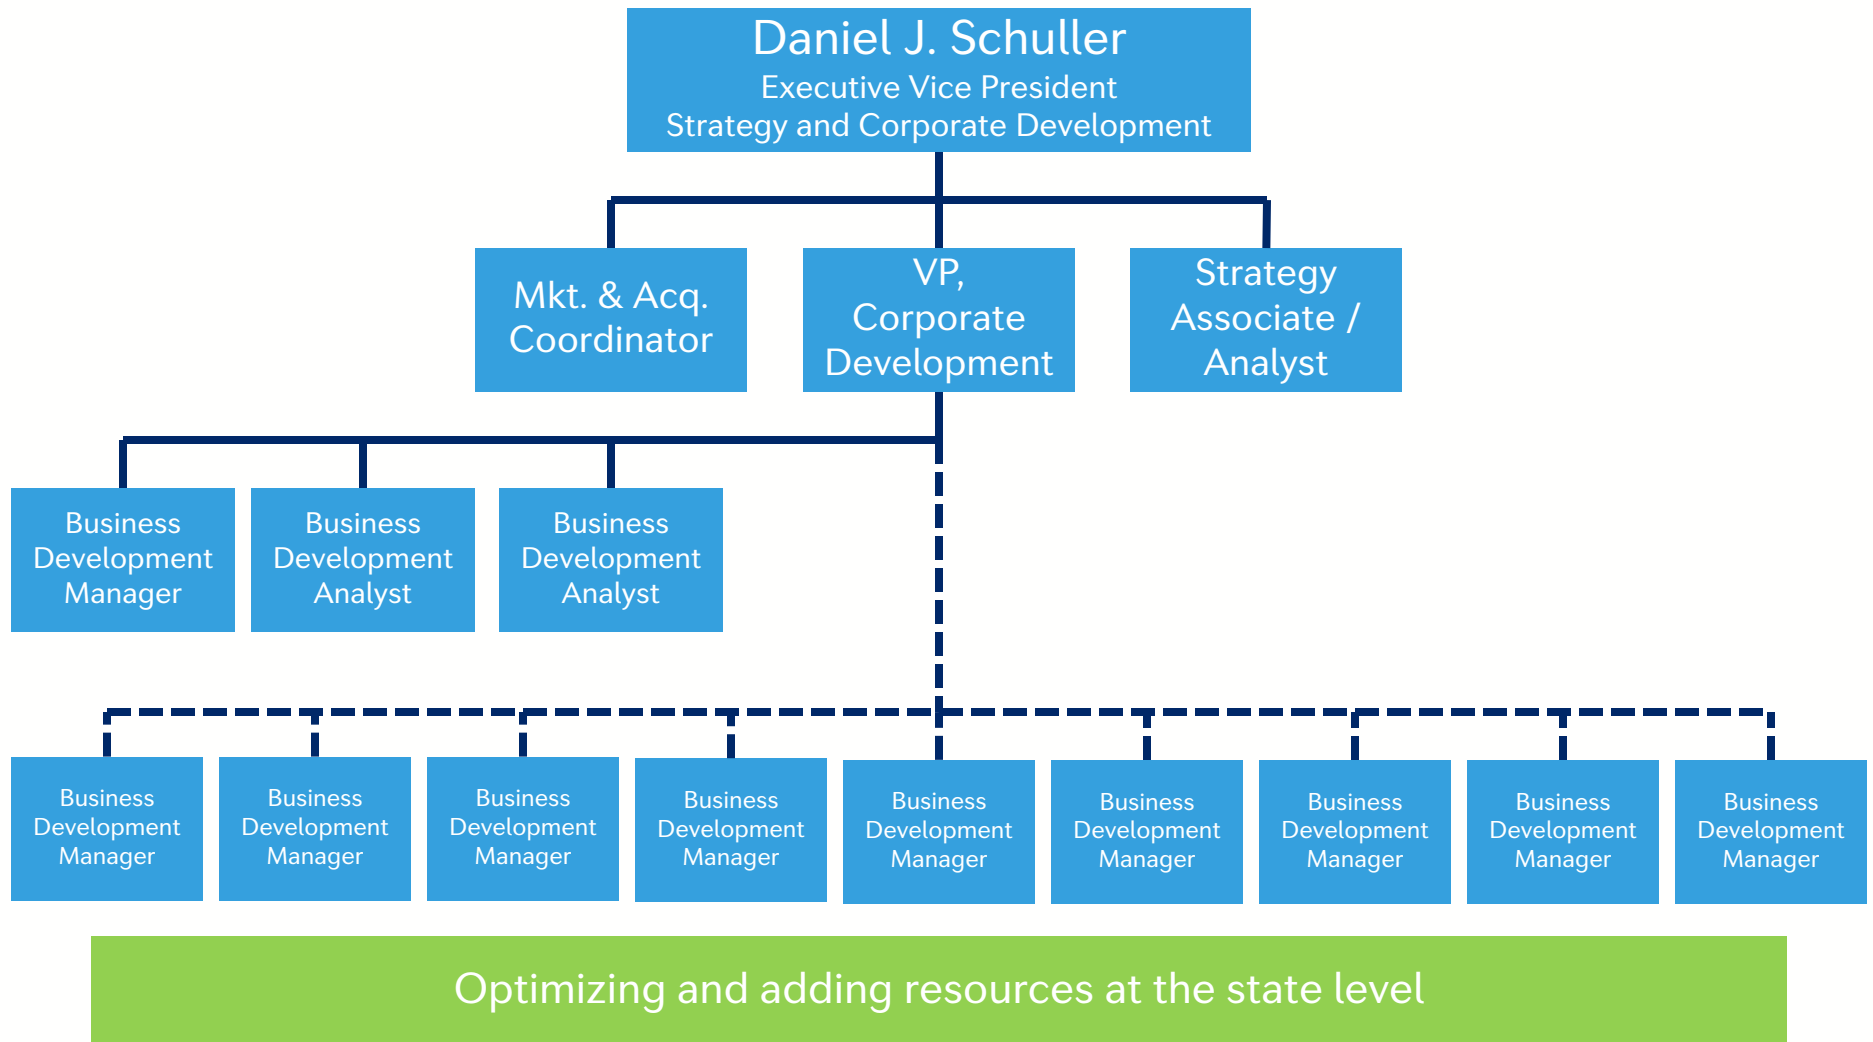 Daniel J. Schuller
Executive Vice President
Strategy and Corporate Development
Mkt. & Acq.
Coordinator
VP,
Corporate
Development
Strategy
Associate /
Analyst
Business
Development
Manager
Business
Development
Analyst
Business
Development
Analyst
Business
Development
Manager
Business
Development
Manager
Business
Development
Manager
Business
Development
Manager
Business
Development
Manager
Business
Development
Manager
Business
Development
Manager
Business
Development
Manager
Business
Development
Manager
Optimizing and adding resources at the state level